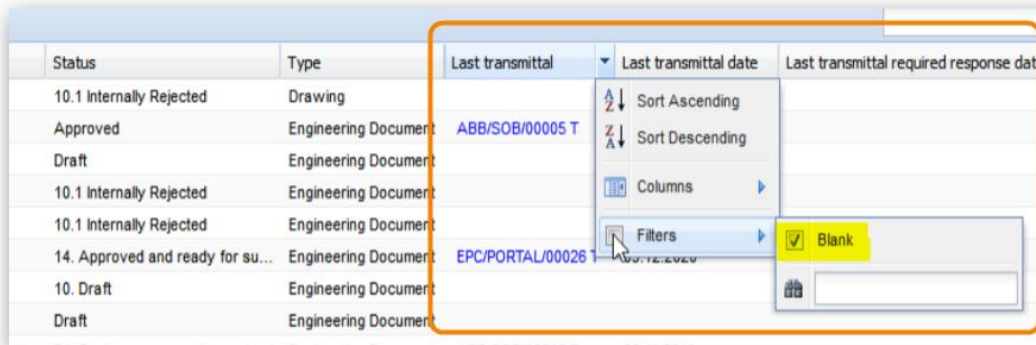 Status Type Last transmittal Last transmittal date Last transmittal required response dat
10.1 Internally Rejected Drawing
Sort Ascending
Approved Engineering Document ABB/SOB/00005 T
Sort Descending
Draft Engineering Document
10.1 Internally Rejected Engineering Document
Columns
10.1 Internally Rejected Engineering Document
Filters
Blank
14. Approved and ready for su... Engineering Document EPC/PORTAL/00026 T
10. Draft Engineering Document
Draft Engineering Document